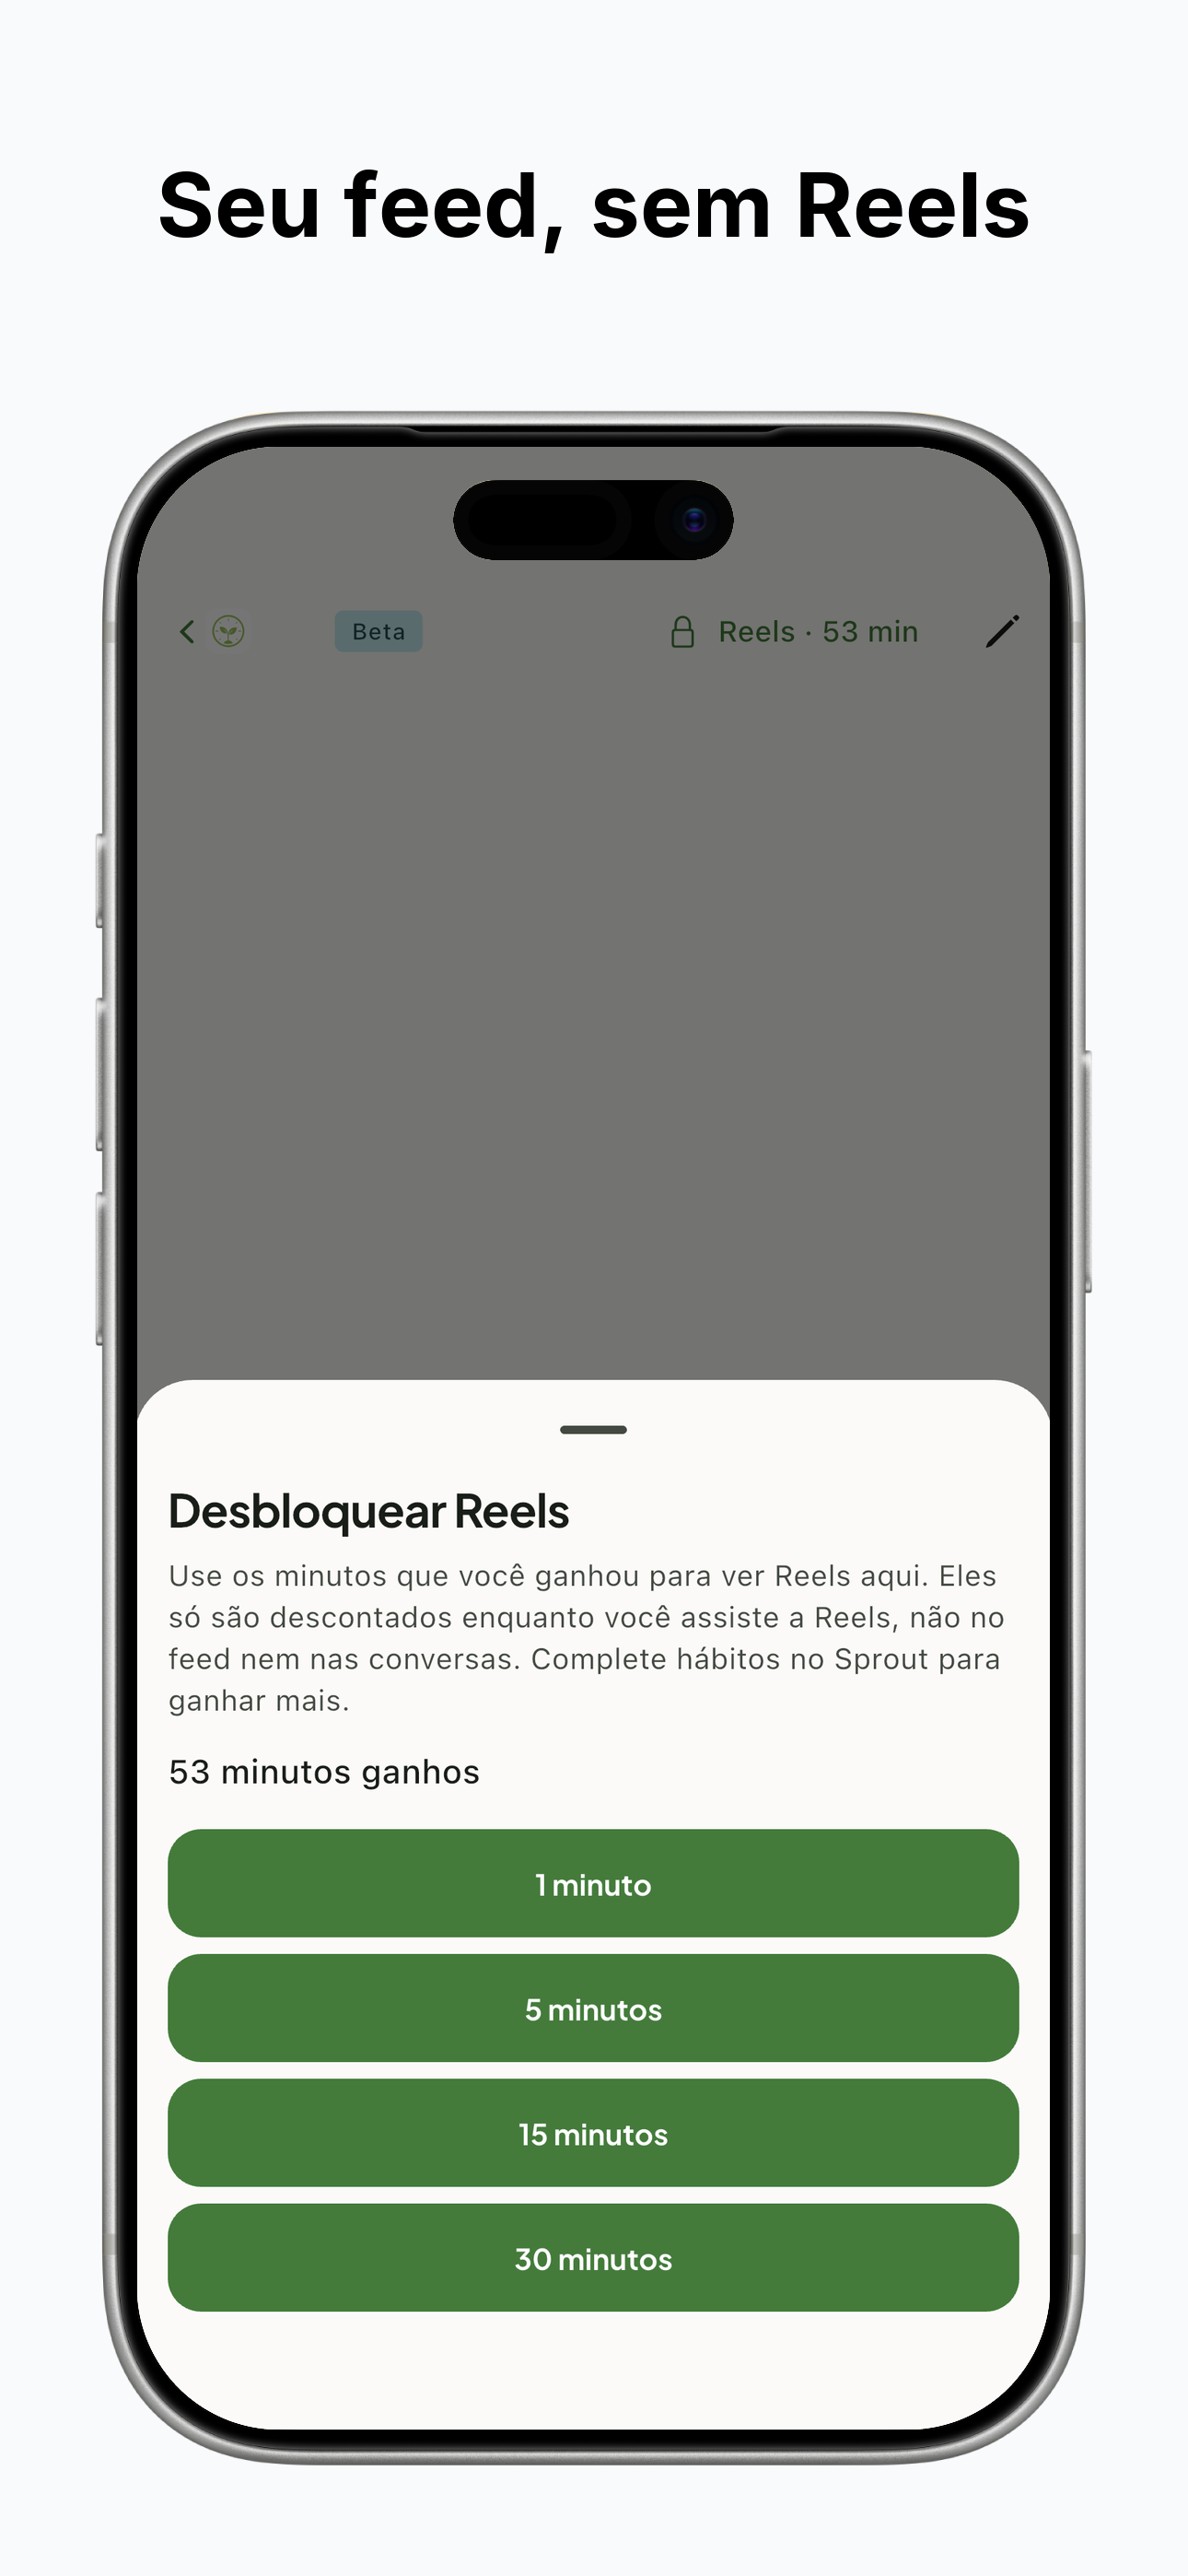 Seu feed, sem Reels
Beta
Reels · 53 min
Desbloquear Reels
Use os minutos que você ganhou para ver Reels aqui. Eles
só são descontados enquanto você assiste a Reels, não no
feed nem nas conversas. Complete hábitos no Sprout para
ganhar mais.
53 minutos ganhos
1 minuto
5 minutos
15 minutos
30 minutos